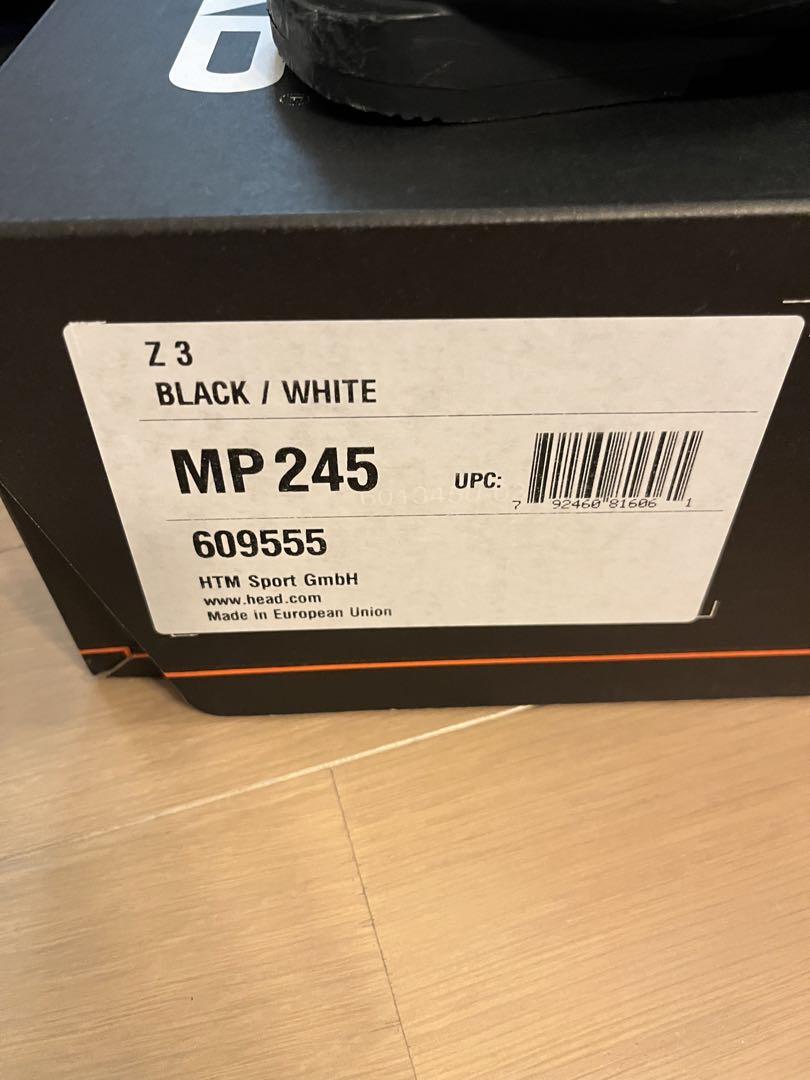 Z 3
BLACK / WHITE
MP 245
UPC:
7 92460 81606 1
609555
HTM Sport GmbH
www.head.com
Made in European Union